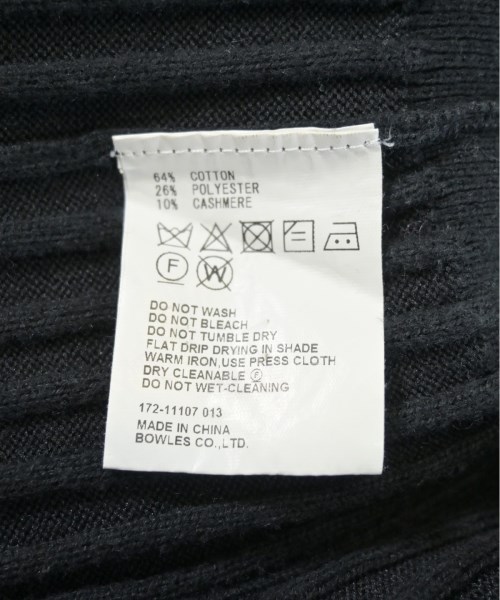 64% COTTON
26% POLYESTER
10% CASHMERE
F W
DO NOT WASH
DO NOT BLEACH
DO NOT TUMBLE DRY
FLAT DRIP DRYING IN SHADE
WARM IRON,USE PRESS CLOTH
DRY CLEANABLE Ⓕ
DO NOT WET-CLEANING
172-11107 013
MADE IN CHINA
BOWLES CO.,LTD.